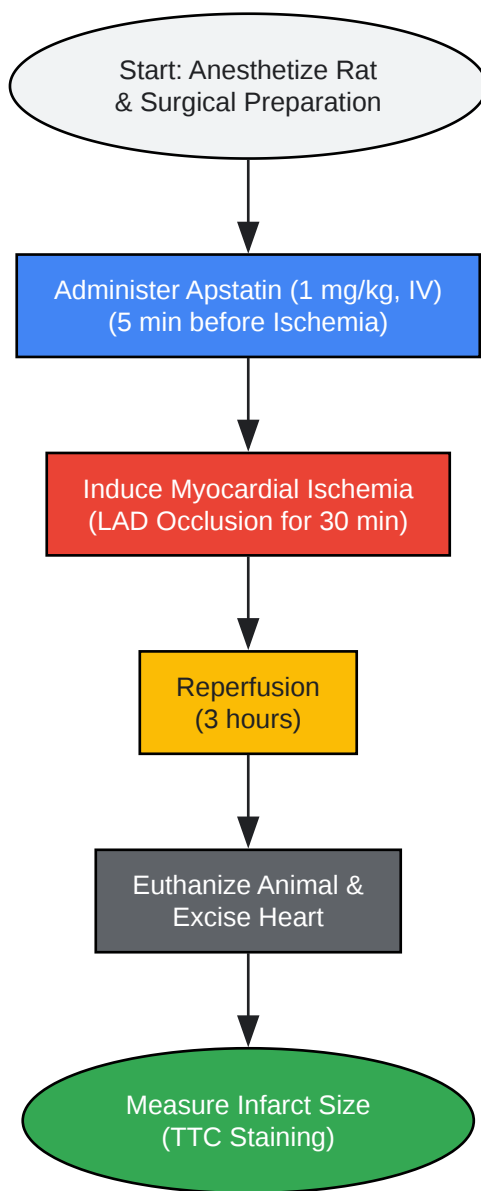 Start: Anesthetize Rat
& Surgical Preparation
Administer Apstatin (1 mg/kg, IV)
(5 min before Ischemia)
Induce Myocardial Ischemia
(LAD Occlusion for 30 min)
Reperfusion
(3 hours)
Euthanize Animal &
Excise Heart
Measure Infarct Size
(TTC Staining)